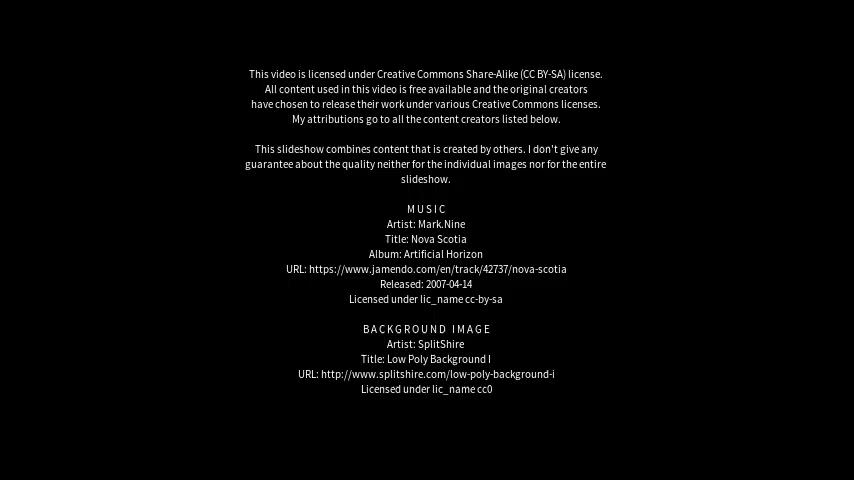 This video is licensed under Creative Commons Share-Alike (CC BY-SA) license.
All content used in this video is free available and the original creators
have chosen to release their work under various Creative Commons licenses.
My attributions go to all the content creators listed below.
This slideshow combines content that is created by others. I don't give any
guarantee about the quality neither for the individual images nor for the entire
slideshow.
MUSIC
Artist: Mark.Nine
Title: Nova Scotia
Album: Artificial Horizon
URL: https://www.jamendo.com/en/track/42737/nova-scotia
Released: 2007-04-14
Licensed under lic_name cc-by-sa
BACKGROUND IMAGE
Artist: SplitShire
Title: Low Poly Background I
URL: http://www.splitshire.com/low-poly-background-i
Licensed under lic_name cc0